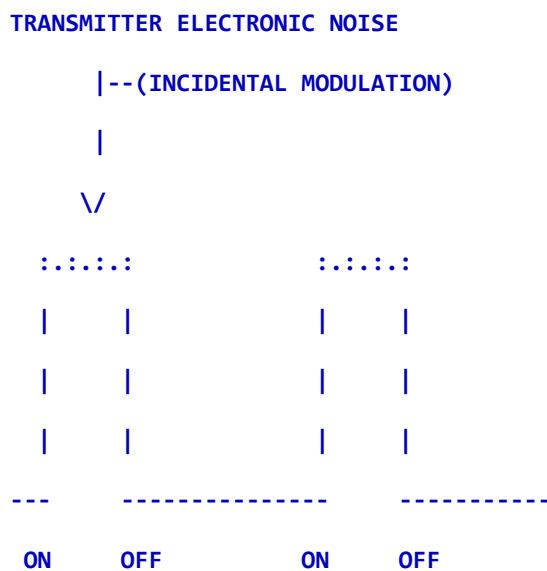 TRANSMITTER ELECTRONIC NOISE
|--(INCIDENTAL MODULATION)
|
\/
:.:.:.: :.:.:.:
| | | |
| | | |
| | | |
--- --------------- -----------
ON OFF ON OFF